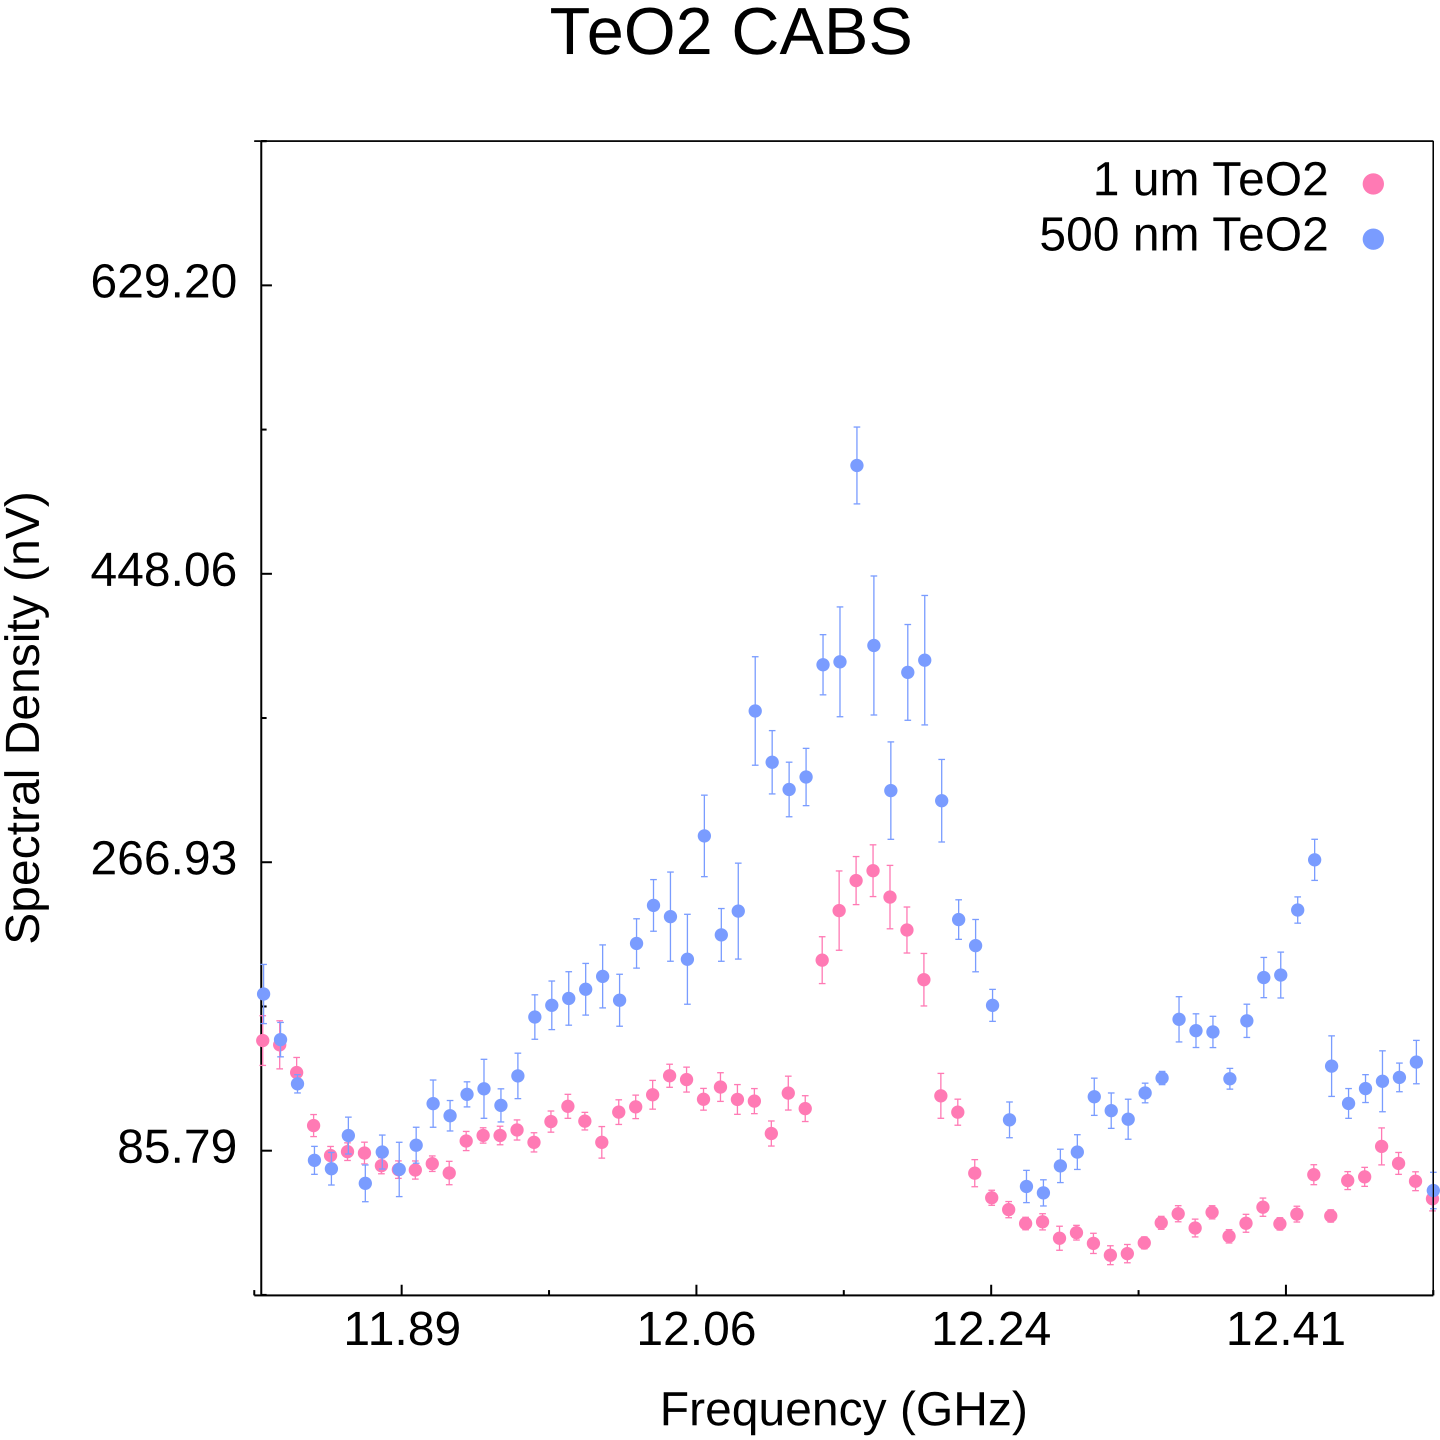 TeO2 CABS
1 um TeO2
500 nm TeO2
629.20
448.06
266.93
85.79
Spectral Density (nV)
11.89
12.06
12.24
12.41
Frequency (GHz)